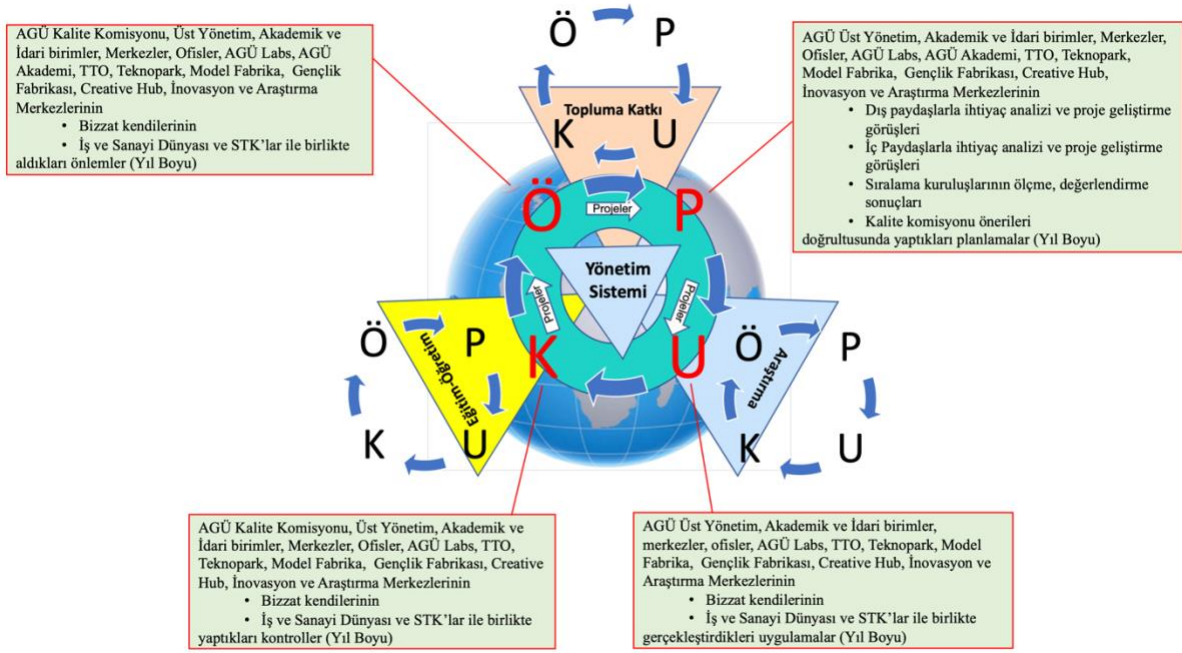 AGÜ Kalite Komisyonu, Üst Yönetim, Akademik ve
İdari birimler, Merkezler, Ofisler, AGÜ Labs, AGÜ
Akademi, TTO, Teknopark, Model Fabrika, Gençlik
Fabrikası, Creative Hub, İnovasyon ve Araştırma
Merkezlerinin
• Bizzat kendilerinin
• İş ve Sanayi Dünyası ve STK’lar ile birlikte
aldıkları önlemler (Yıl Boyu)
Ö P
Topluma Katkı
K U
AGÜ Üst Yönetim, Akademik ve İdari birimler, Merkezler,
Ofisler, AGÜ Labs, AGÜ Akademi, TTO, Teknopark,
Model Fabrika, Gençlik Fabrikası, Creative Hub,
İnovasyon ve Araştırma Merkezlerinin
• Dış paydaşlarla ihtiyaç analizi ve proje geliştirme
görüşleri
• İç Paydaşlarla ihtiyaç analizi ve proje geliştirme
görüşleri
• Sıralama kuruluşlarının ölçme, değerlendirme
sonuçları
• Kalite komisyonu önerileri
doğrultusunda yaptıkları planlamalar (Yıl Boyu)
Ö P
Projeler
Yönetim
Sistemi
Projeler
Projeler
K U
Ö P
Eğitim-Öğretim
K U
Ö P
Araştırma
K U
AGÜ Kalite Komisyonu, Üst Yönetim, Akademik ve
İdari birimler, Merkezler, Ofisler, AGÜ Labs, TTO,
Teknopark, Model Fabrika, Gençlik Fabrikası, Creative
Hub, İnovasyon ve Araştırma Merkezlerinin
• Bizzat kendilerinin
• İş ve Sanayi Dünyası ve STK’lar ile birlikte
yaptıkları kontroller (Yıl Boyu)
AGÜ Üst Yönetim, Akademik ve İdari birimler,
merkezler, ofisler, AGÜ Labs, TTO, Teknopark, Model
Fabrika, Gençlik Fabrikası, Creative Hub, İnovasyon ve
Araştırma Merkezlerinin
• Bizzat kendilerinin
• İş ve Sanayi Dünyası ve STK’lar ile birlikte
gerçekleştirdikleri uygulamalar (Yıl Boyu)